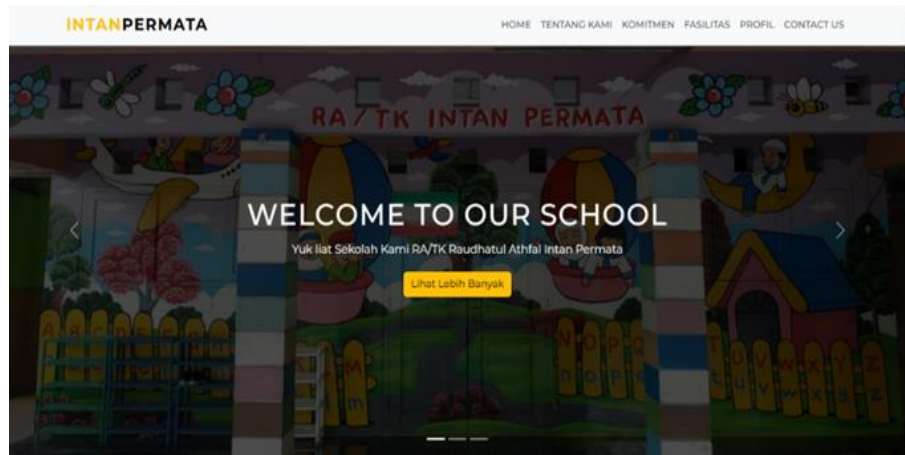 INTANPERMATA
HOME TENTANG KAMI KOMITMEN FASILITAS PROFIL CONTACT US
RA / TK INTAN PERMATA
WELCOME TO OUR SCHOOL
Yuk liat Sekolah Kami RA/TK Raudhatul Athfal Intan Permata
Lihat Lebih Banyak